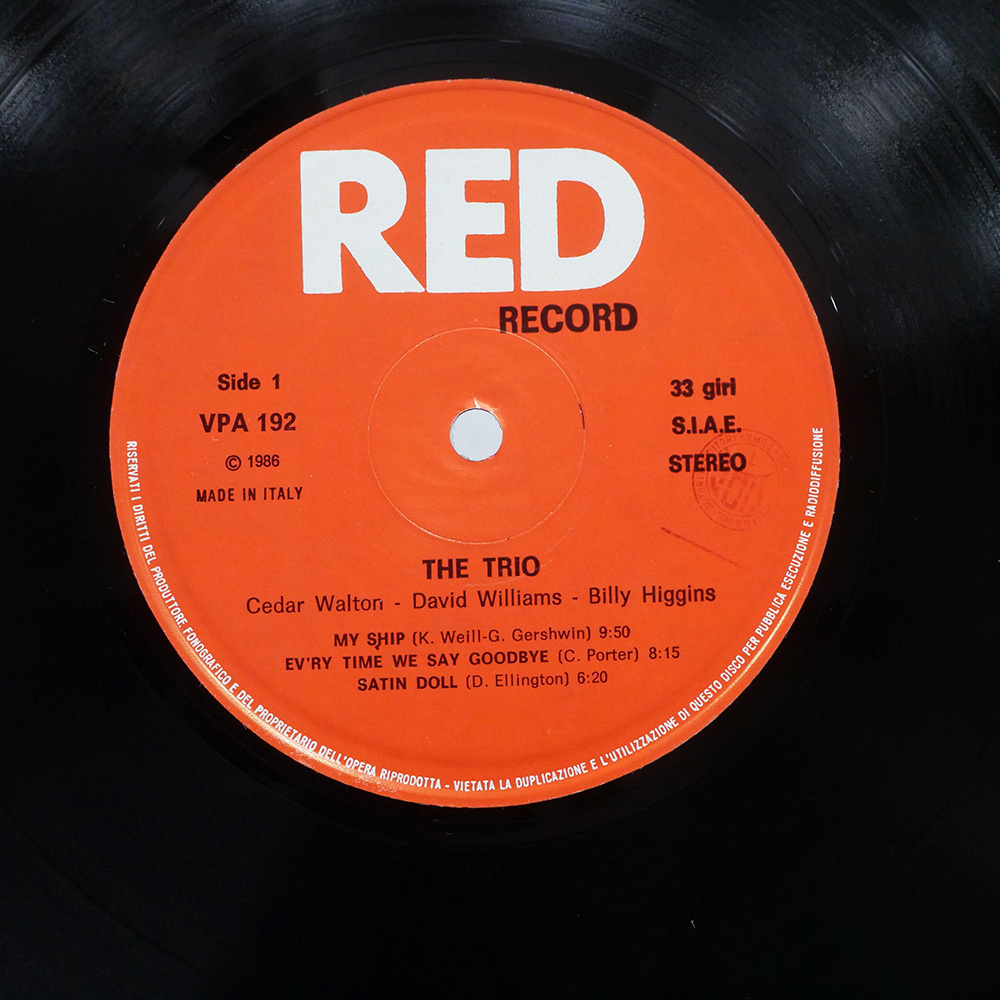 RED
RECORD
Side 1
VPA 192
© 1986
MADE IN ITALY
33 giri
S.I.A.E.
STEREO
THE TRIO
Cedar Walton - David Williams - Billy Higgins
MY SHIP (K. Weill-G. Gershwin) 9:50
EV'RY TIME WE SAY GOODBYE (C. Porter) 8:15
SATIN DOLL (D. Ellington) 6:20
RISERVATI I DIRITTI DEL PRODUTTORE FONOGRAFICO E DEL PROPRIETARIO DELL'OPERA RIPRODOTTA - VIETATA LA DUPLICAZIONE E L'UTILIZZAZIONE DI QUESTO DISCO PER PUBBLICA ESECUZIONE E RADIODIFFUSIONE